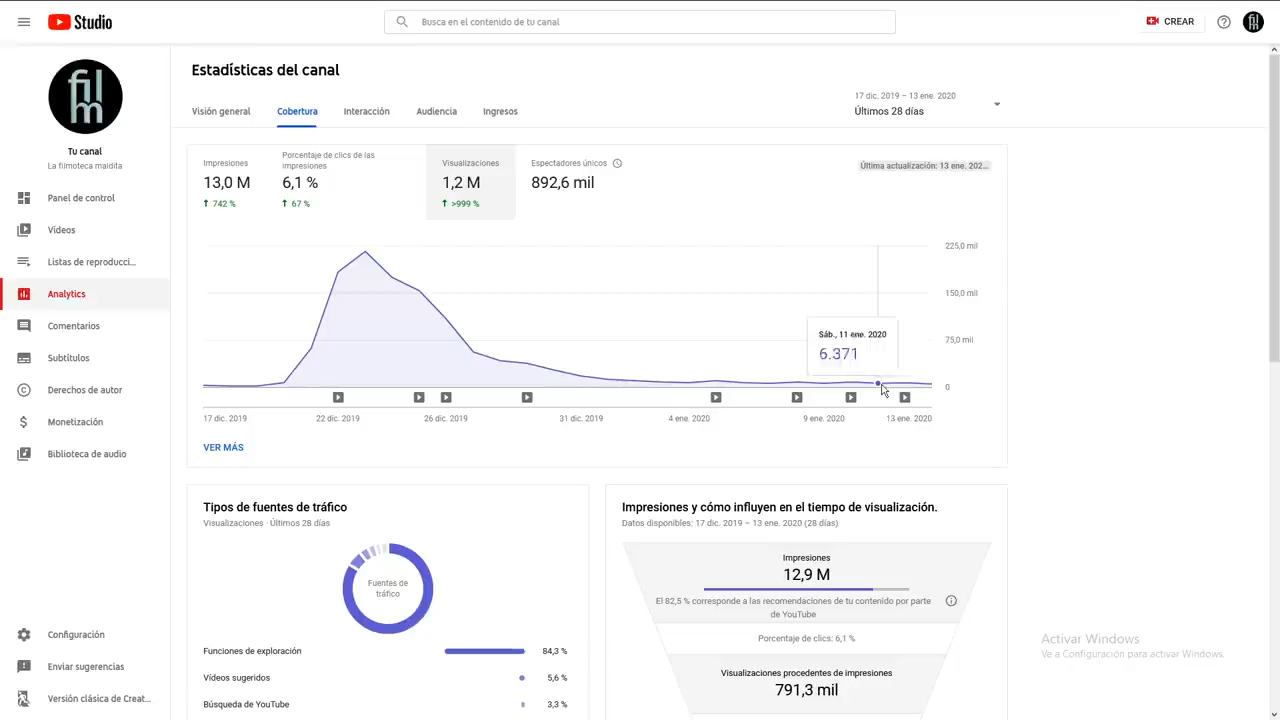 Studio
Busca en el contenido de tu canal
CREAR
film
Tu canal
La filmoteca maldita
Panel de control
Vídeos
Listas de reproducci...
Analytics
Comentarios
Subtítulos
Derechos de autor
Monetización
Biblioteca de audio
Configuración
Enviar sugerencias
Versión clásica de Creat...
Estadísticas del canal
Visión general
Cobertura
Interacción
Audiencia
Ingresos
17 dic. 2019 – 13 ene. 2020
Últimos 28 días
Impresiones
13,0 M
742 %
Porcentaje de clics de las
impresiones
6,1 %
67 %
Visualizaciones
1,2 M
>999 %
Espectadores únicos
892,6 mil
Última actualización: 13 ene. 202...
225,0 mil
150,0 mil
75,0 mil
0
Sáb., 11 ene. 2020
6.371
17 dic. 2019
22 dic. 2019
26 dic. 2019
31 dic. 2019
4 ene. 2020
9 ene. 2020
13 ene. 2020
VER MÁS
Tipos de fuentes de tráfico
Visualizaciones · Últimos 28 días
Fuentes de
tráfico
Funciones de exploración
84,3 %
Vídeos sugeridos
5,6 %
Búsqueda de YouTube
3,3 %
Impresiones y cómo influyen en el tiempo de visualización.
Datos disponibles: 17 dic. 2019 – 13 ene. 2020 (28 días)
Impresiones
12,9 M
El 82,5 % corresponde a las recomendaciones de tu contenido por parte
de YouTube
Porcentaje de clics: 6,1 %
Visualizaciones procedentes de impresiones
791,3 mil
Activar Windows
Ve a Configuración para activar Windows.